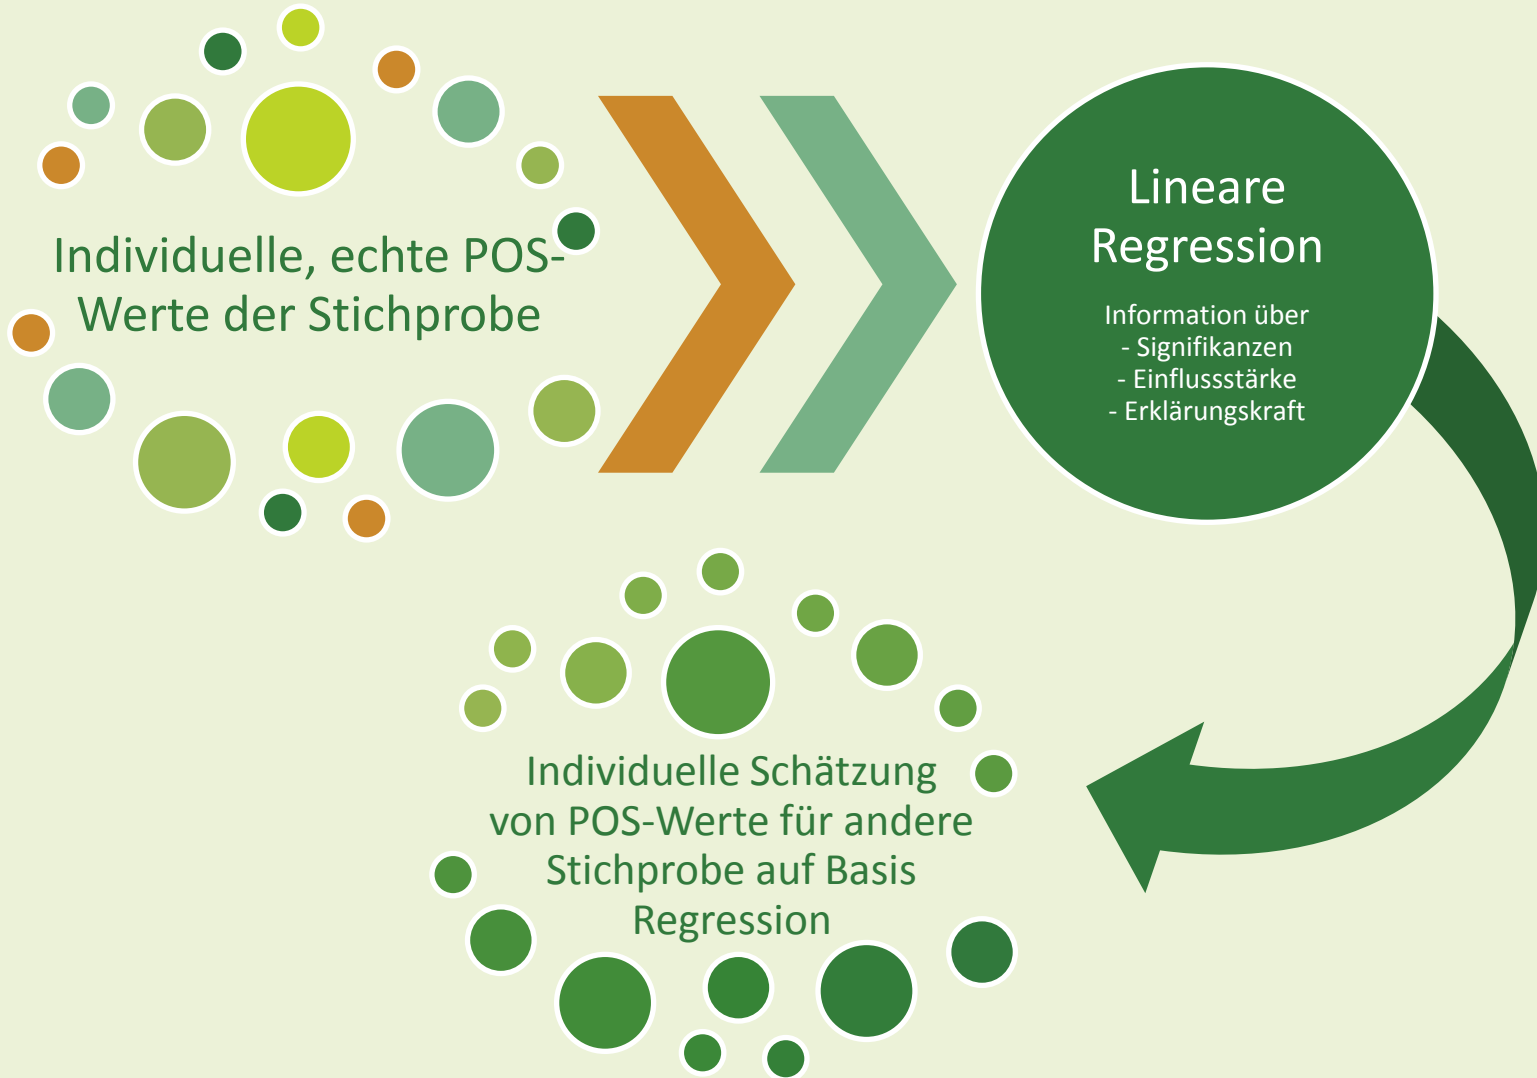 Individuelle, echte POS-
Werte der Stichprobe
Lineare
Regression
Information über
- Signifikanzen
- Einflussstärke
- Erklärungskraft
Individuelle Schätzung
von POS-Werte für andere
Stichprobe auf Basis
Regression